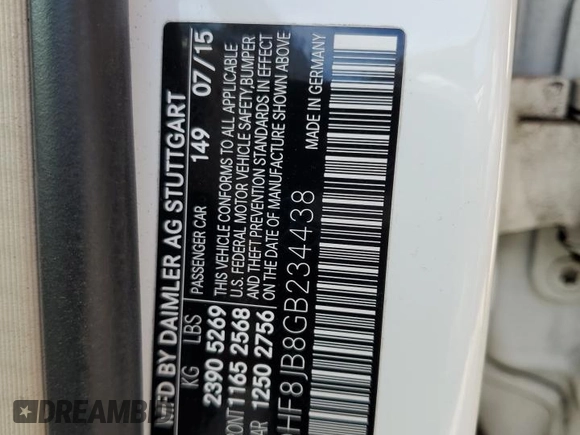 MFD BY DAIMLER AG STUTTGART
KG LBS PASSENGER CAR 149 07/15
2390 5269 THIS VEHICLE CONFORMS TO ALL APPLICABLE
U.S. FEDERAL MOTOR VEHICLE SAFETY, BUMPER
1165 2568 AND THEFT PREVENTION STANDARDS IN EFFECT
1250 2756 ON THE DATE OF MANUFACTURE SHOWN ABOVE
MADE IN GERMANY
HF8JB8GB234438
DREAMBID